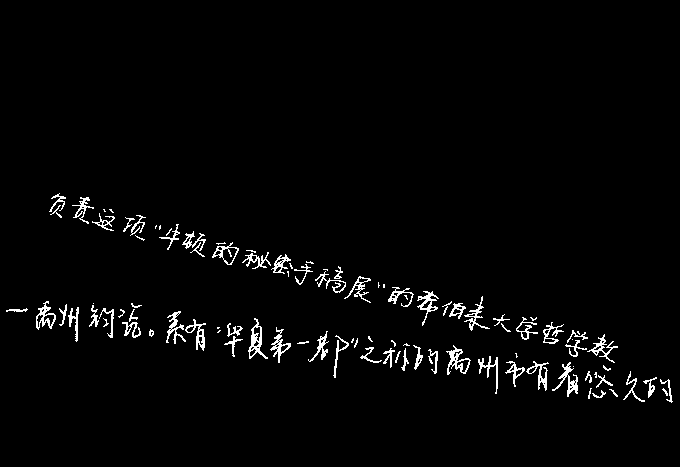 负责这项“牛顿的秘密手稿展”的希伯来大学哲学教
一禹州钧瓷。素有“华夏第一都”之称的禹州市有着悠久的